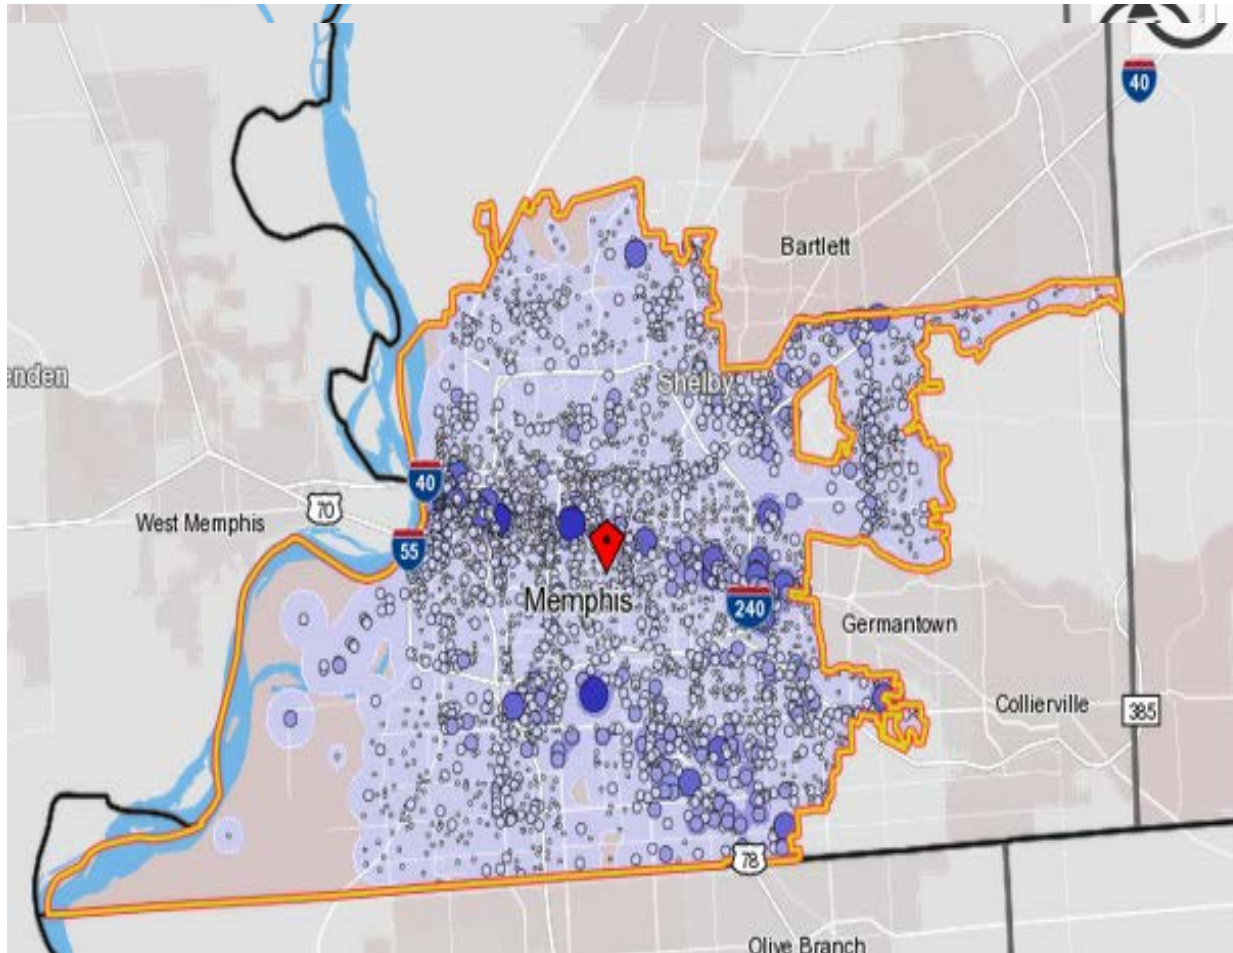 40
Bartlett
Shelby
enden
40
70
West Memphis
55
Memphis
240
Germantown
Collierville
385
78
Olive Branch